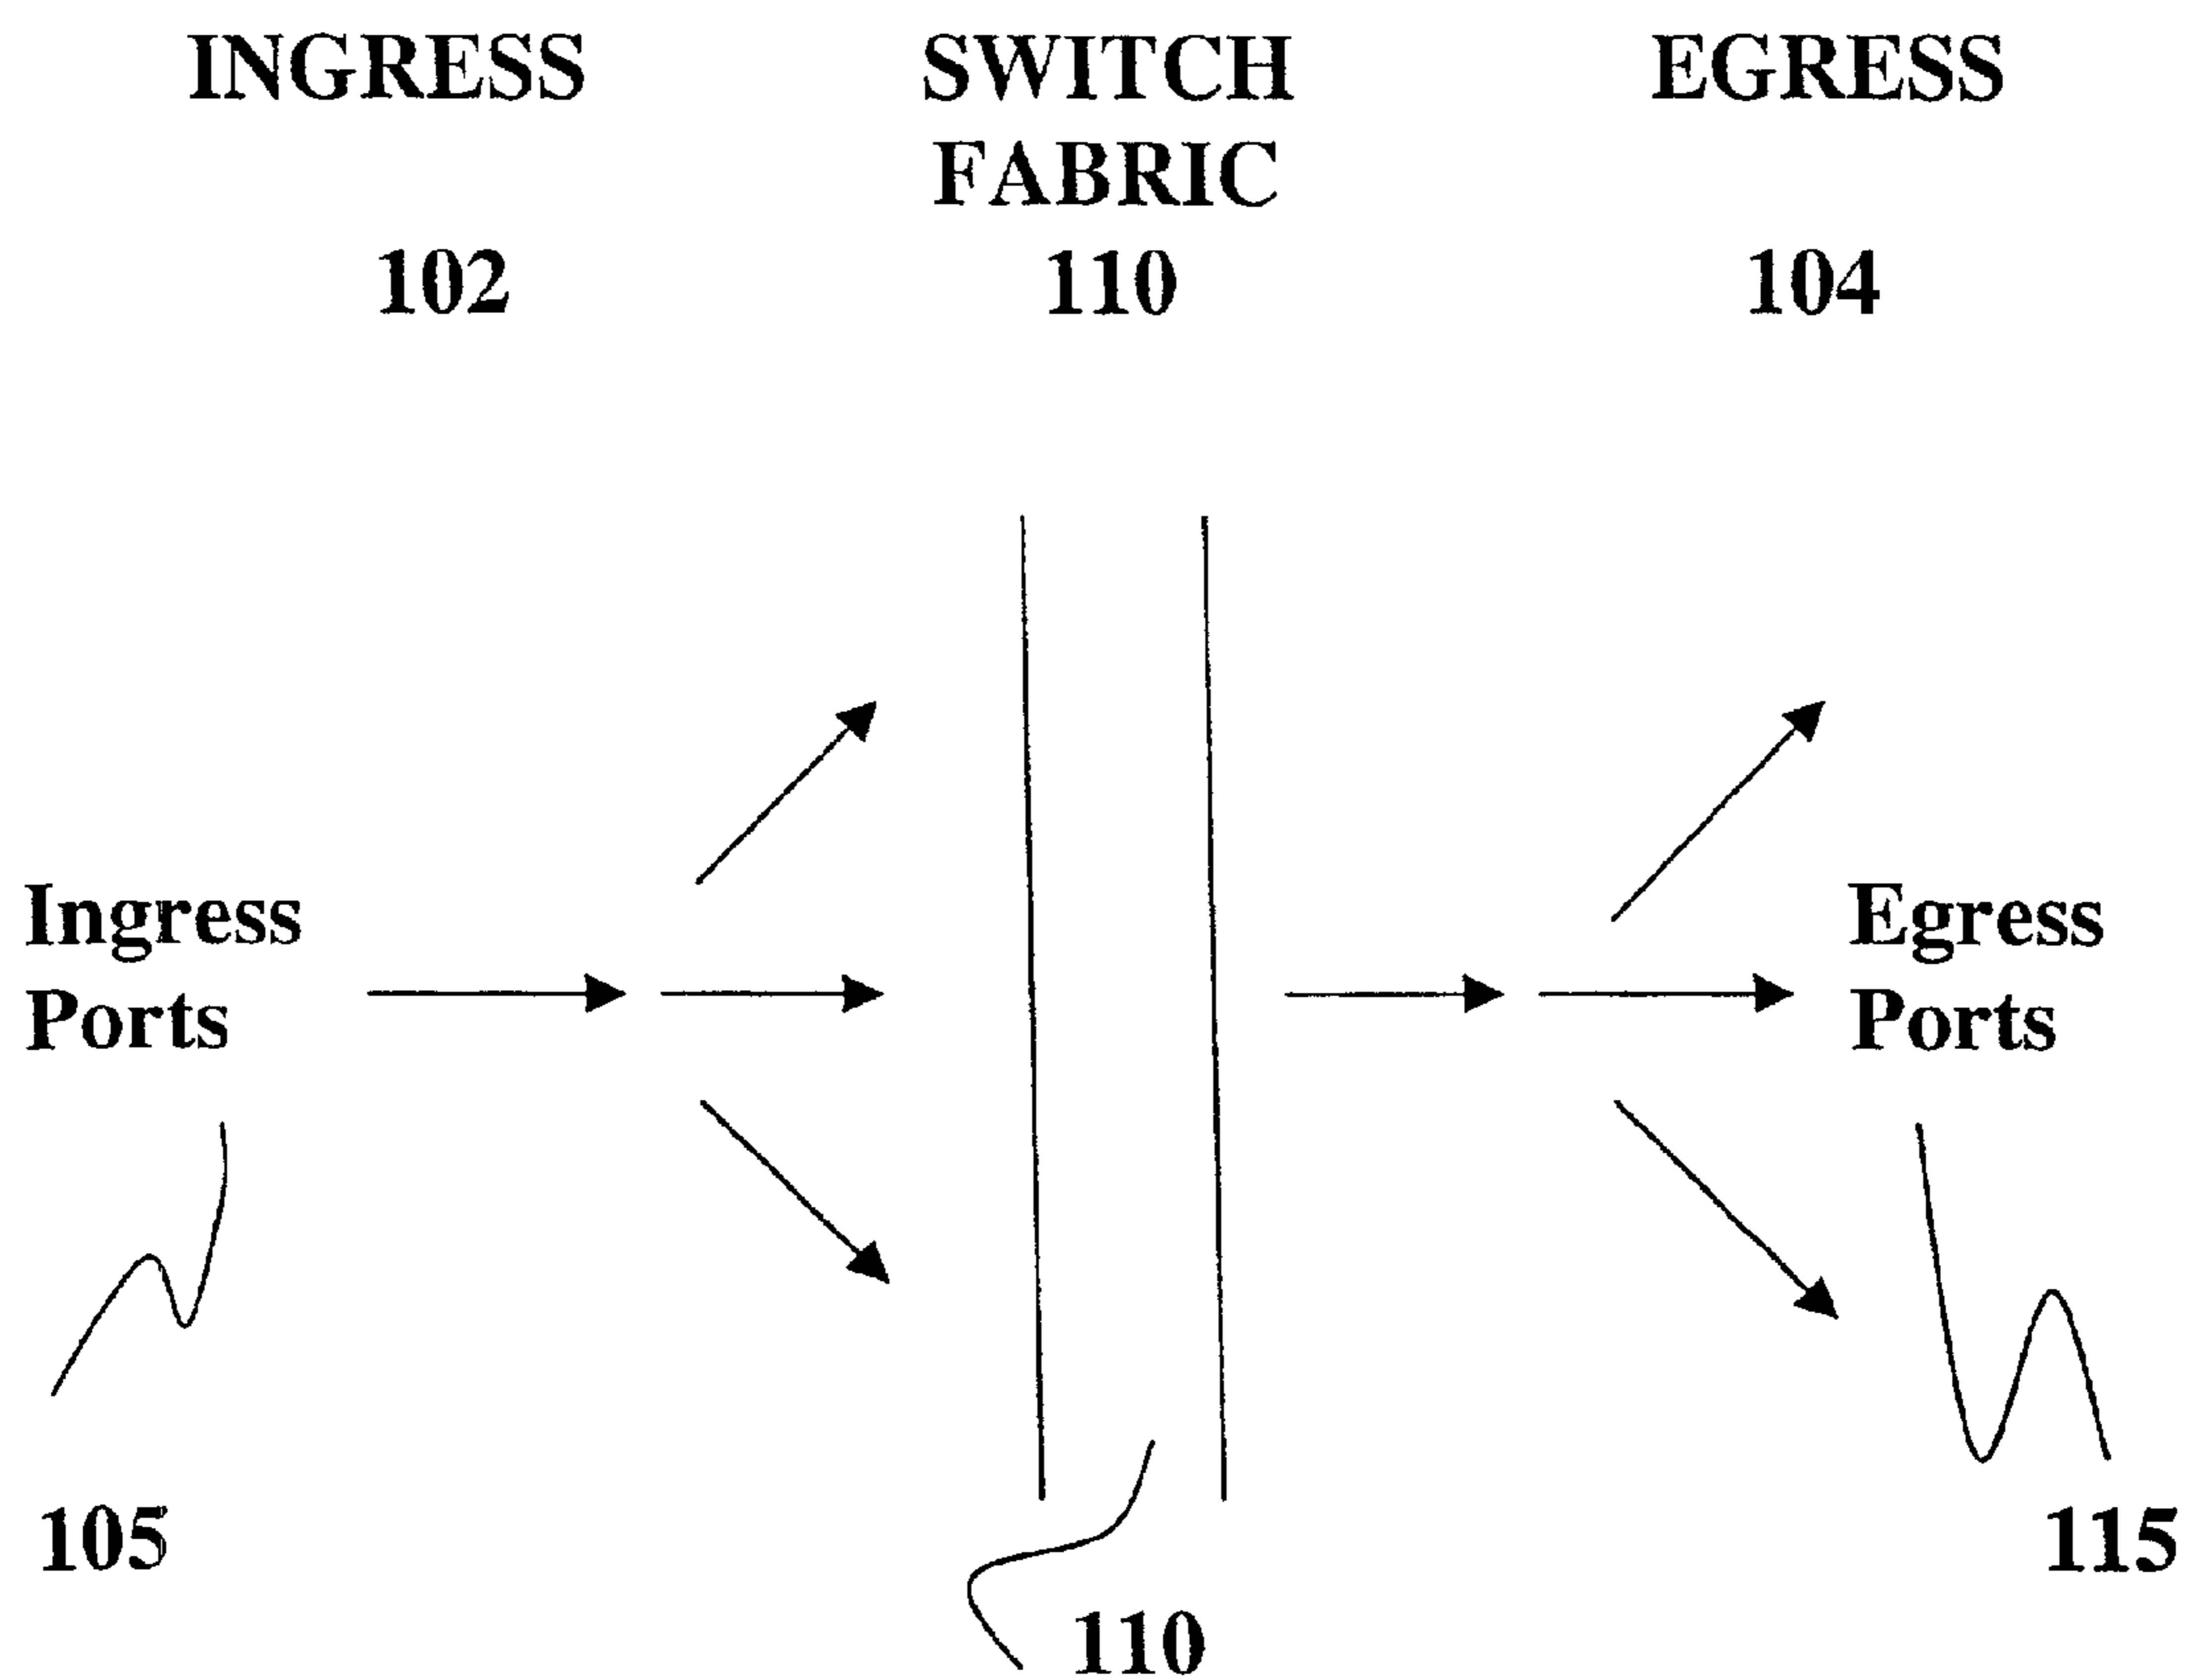 INGRESS
SWITCH
FABRIC
EGRESS
102
110
104
Ingress
Ports
Egress
Ports
105
110
115